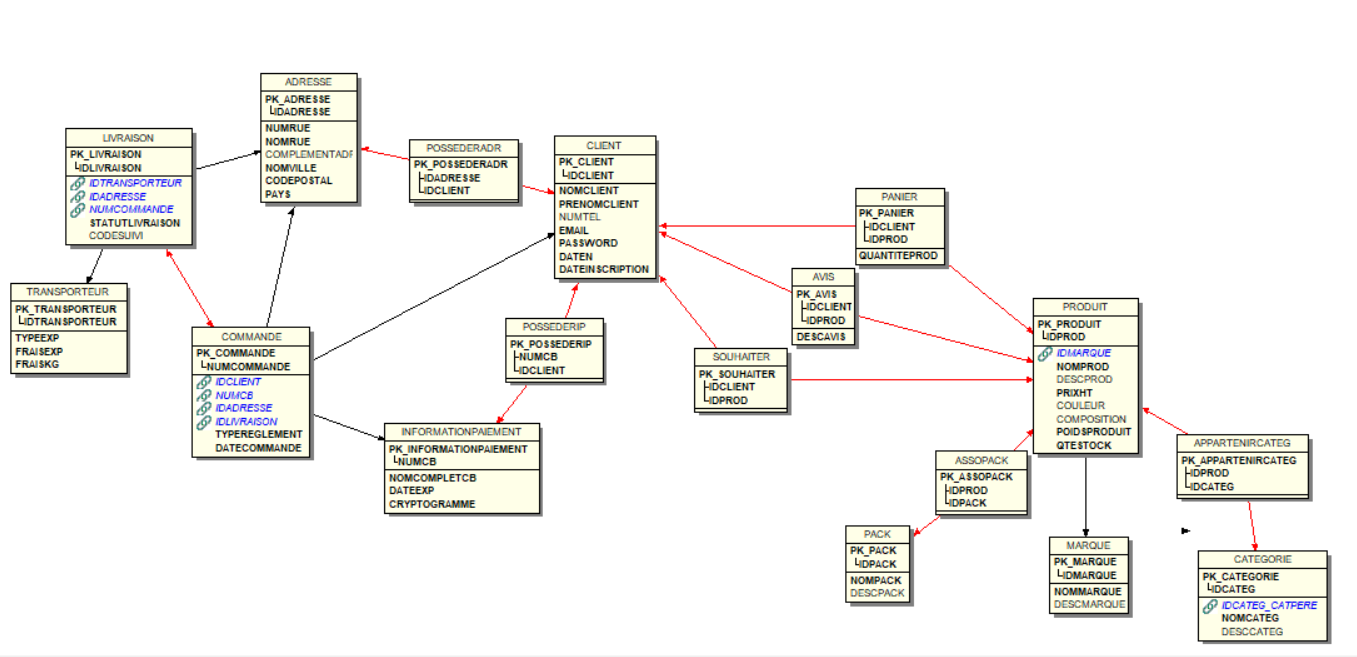 ADRESSE
PK_ADRESSE
IDADRESSE
NUMRUE
NOMRUE
COMPLEMENTADR
NOMVILLE
CODEPOSTAL
PAYS
LIVRAISON
PK_LIVRAISON
IDLIVRAISON
IDTRANSPORTEUR
IDADRESSE
NUMCOMMANDE
STATUTLIVRAISON
CODESUIVI
POSSEDERADR
PK_POSSEDERADR
IDADRESSE
IDCLIENT
CLIENT
PK_CLIENT
IDCLIENT
NOMCLIENT
PRENOMCLIENT
NUMTEL
EMAIL
PASSWORD
DATEN
DATEINSCRIPTION
PANIER
PK_PANIER
IDCLIENT
IDPROD
QUANTITEPROD
AVIS
PK_AVIS
IDCLIENT
IDPROD
DESCAVIS
TRANSPORTEUR
PK_TRANSPORTEUR
IDTRANSPORTEUR
TYPEEXP
FRAISEXP
FRAISKG
COMMANDE
PK_COMMANDE
NUMCOMMANDE
IDCLIENT
NUMCB
IDADRESSE
IDLIVRAISON
TYPEREGLEMENT
DATECOMMANDE
POSSEDERIP
PK_POSSEDERIP
NUMCB
IDCLIENT
SOUHAITER
PK_SOUHAITER
IDCLIENT
IDPROD
PRODUIT
PK_PRODUIT
IDPROD
IDMARQUE
NOMPROD
DESCPROD
PRIXHT
COULEUR
COMPOSITION
POIDSPRODUIT
QTESTOCK
INFORMATIONPAIEMENT
PK_INFORMATIONPAIEMENT
NUMCB
NOMCOMPLETCB
DATEEXP
CRYPTOGRAMME
ASSOPACK
PK_ASSOPACK
IDPROD
IDPACK
APPARTENIRCATEG
PK_APPARTENIRCATEG
IDPROD
IDCATEG
PACK
PK_PACK
IDPACK
NOMPACK
DESCPACK
MARQUE
PK_MARQUE
IDMARQUE
NOMMARQUE
DESCMARQUE
CATEGORIE
PK_CATEGORIE
IDCATEG
IDCATEG_CATPERE
NOMCATEG
DESCCATEG